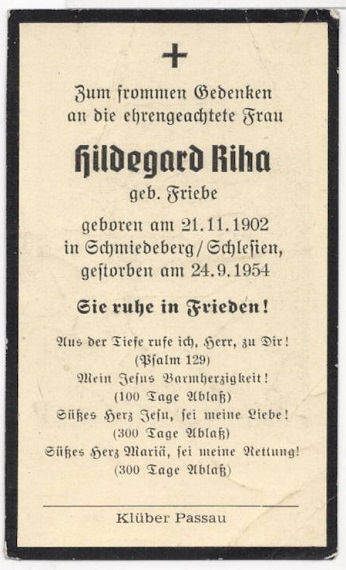 Zum frommen Gedenken
an die ehrengeachtete Frau
Hildegard Riha
geb. Friebe
geboren am 21.11.1902
in Schmiedeberg/Schlesien,
gestorben am 24.9.1954
Sie ruhe in Frieden!
Aus der Tiefe rufe ich, Herr, zu Dir!
(Psalm 129)
Mein Jesus Barmherzigkeit!
(100 Tage Ablaß)
Süßes Herz Jesu, sei meine Liebe!
(300 Tage Ablaß)
Süßes Herz Mariä, sei meine Rettung!
(300 Tage Ablaß)
Klüber Passau